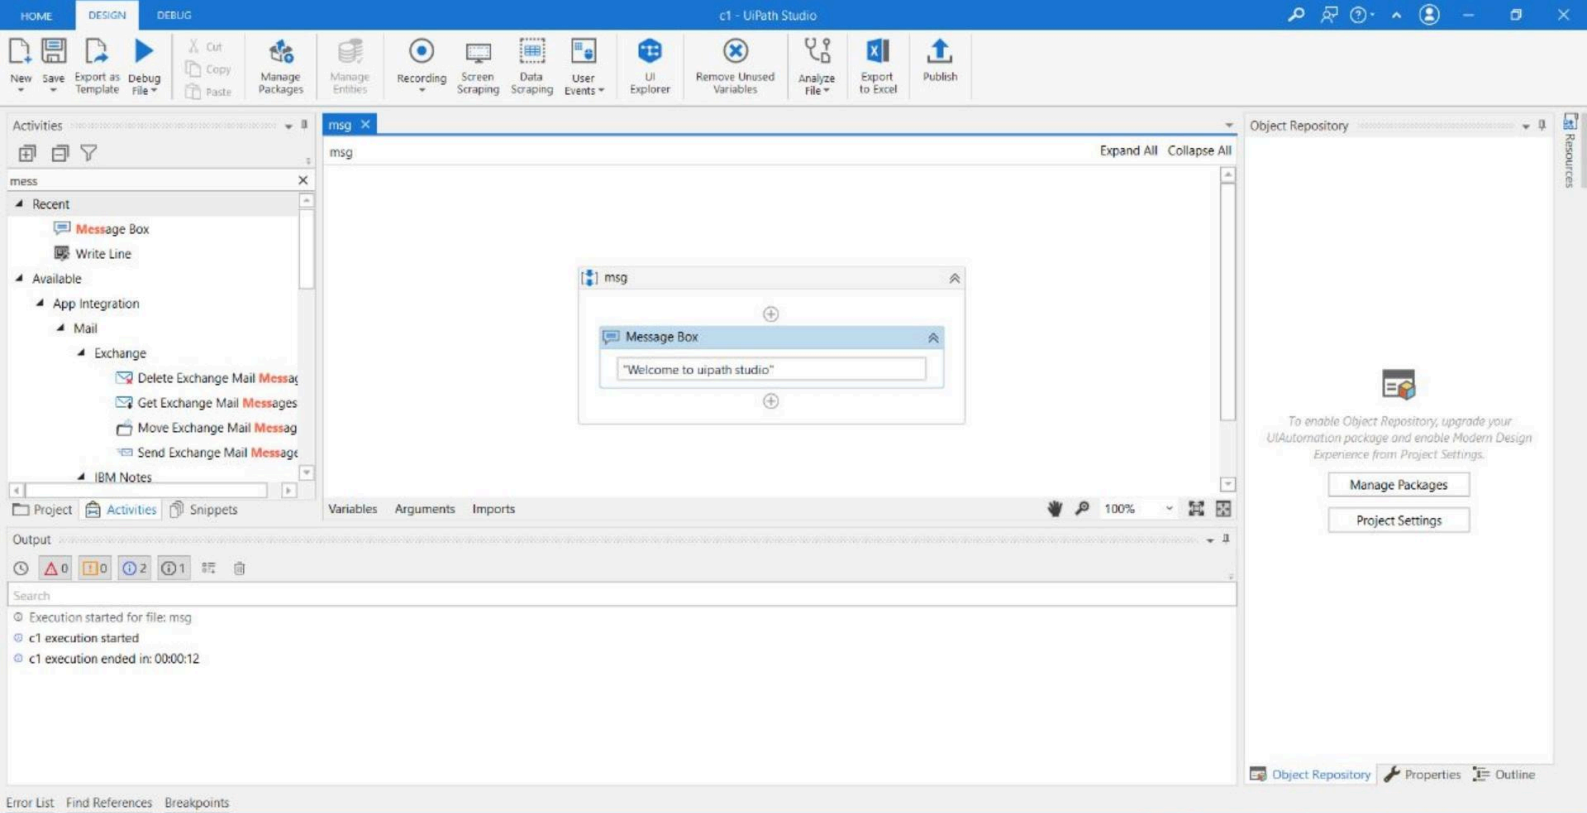 HOME DESIGN DEBUG c1 - UiPath Studio
New Save Export as Template Debug File Cut Copy Paste Manage Packages Manage Entities Recording Screen Scraping Data Scraping User Events UI Explorer Remove Unused Variables Analyze File Export to Excel Publish
Activities
mess
Recent
Message Box
Write Line
Available
App Integration
Mail
Exchange
Delete Exchange Mail Messag
Get Exchange Mail Messages
Move Exchange Mail Messag
Send Exchange Mail Message
IBM Notes
Project Activities Snippets
msg
msg Expand All Collapse All
msg
Message Box
"Welcome to uipath studio"
Variables Arguments Imports 100%
Object Repository
To enable Object Repository, upgrade your
UIAutomation package and enable Modern Design
Experience from Project Settings.
Manage Packages
Project Settings
Resources
Output
0 0 2 1
Search
Execution started for file: msg
c1 execution started
c1 execution ended in: 00:00:12
Object Repository Properties Outline
Error List Find References Breakpoints